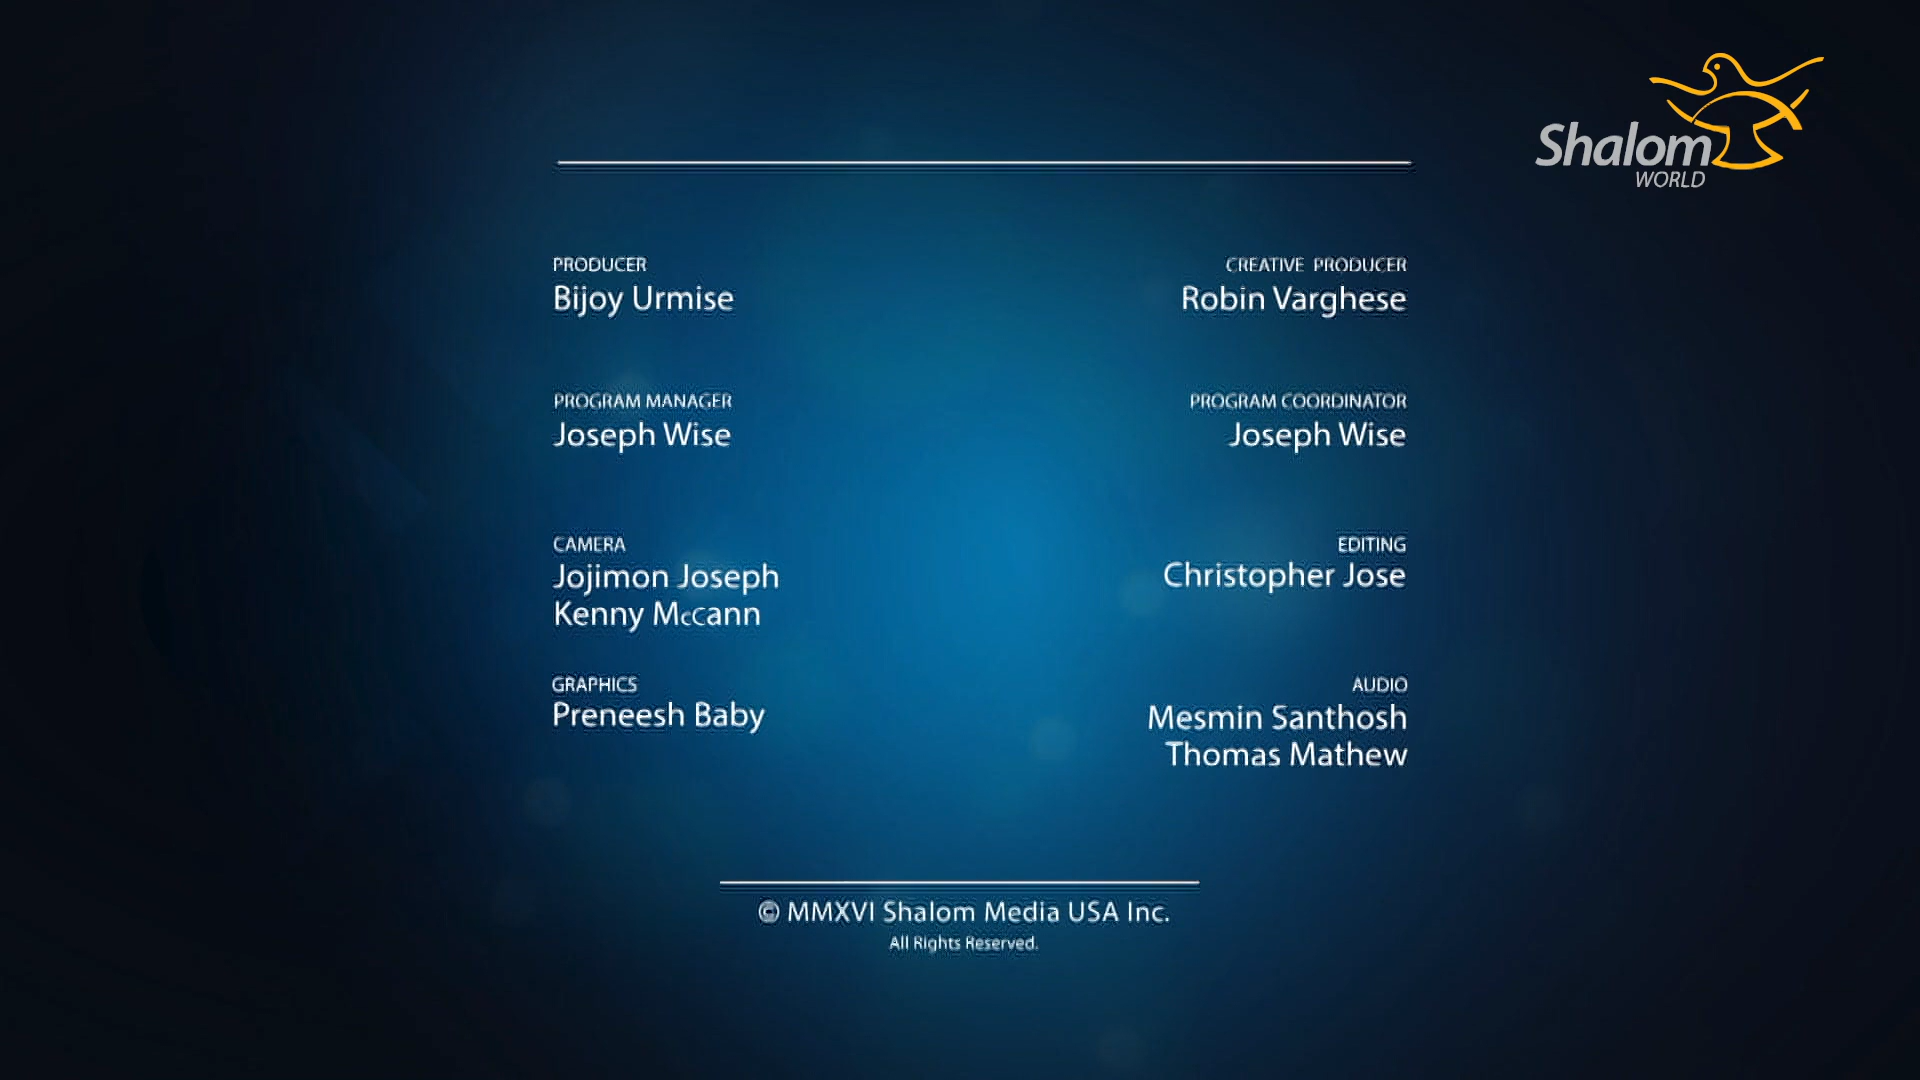 Shalom
WORLD
PRODUCER
Bijoy Urmise
CREATIVE PRODUCER
Robin Varghese
PROGRAM MANAGER
Joseph Wise
PROGRAM COORDINATOR
Joseph Wise
CAMERA
Jojimon Joseph
Kenny McCann
EDITING
Christopher Jose
GRAPHICS
Preneesh Baby
AUDIO
Mesmin Santhosh
Thomas Mathew
© MMXVI Shalom Media USA Inc.
All Rights Reserved.